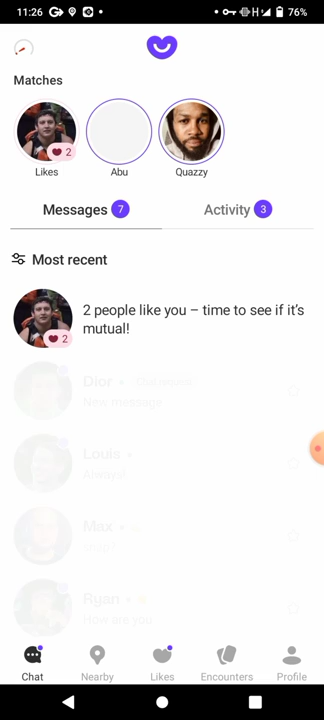 11:26
76%
Matches
2
Likes
Abu
Quazzy
Messages 7
Activity 3
Most recent
2 people like you – time to see if it's
mutual!
2
Dior
New message
Louis
Always!
Max
Ryan
How are you
Chat
Nearby
Likes
Encounters
Profile